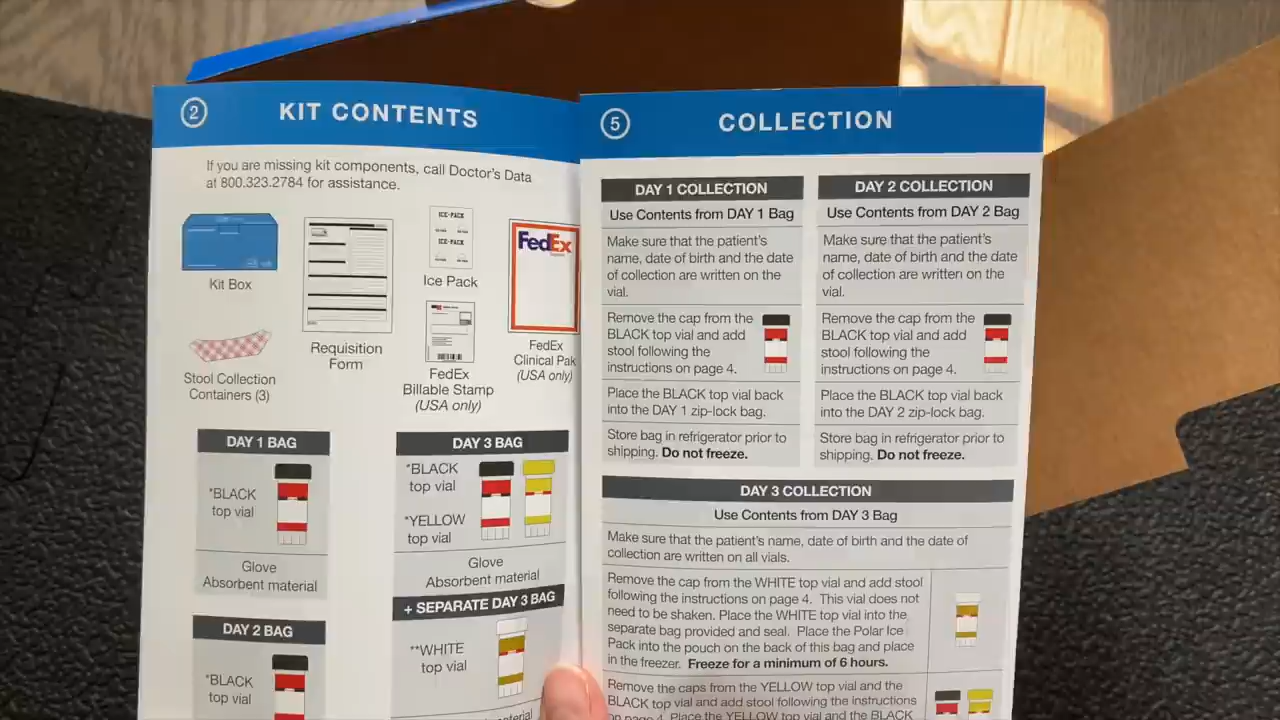 2
KIT CONTENTS
If you are missing kit components, call Doctor's Data
at 800.323.2784 for assistance.
Kit Box
Requisition
Form
ICE-PACK
ICE-PACK
Ice Pack
FedEx
FedEx
Clinical Pak
(USA only)
FedEx
Billable Stamp
(USA only)
Stool Collection
Containers (3)
DAY 1 BAG
*BLACK
top vial
Glove
Absorbent material
DAY 2 BAG
*BLACK
top vial
DAY 3 BAG
*BLACK
top vial
*YELLOW
top vial
Glove
Absorbent material
+ SEPARATE DAY 3 BAG
**WHITE
top vial
5
COLLECTION
DAY 1 COLLECTION
Use Contents from DAY 1 Bag
Make sure that the patient's
name, date of birth and the date
of collection are written on the
vial.
Remove the cap from the
BLACK top vial and add
stool following the
instructions on page 4.
Place the BLACK top vial back
into the DAY 1 zip-lock bag.
Store bag in refrigerator prior to
shipping. Do not freeze.
DAY 2 COLLECTION
Use Contents from DAY 2 Bag
Make sure that the patient's
name, date of birth and the date
of collection are written on the
vial.
Remove the cap from the
BLACK top vial and add
stool following the
instructions on page 4.
Place the BLACK top vial back
into the DAY 2 zip-lock bag.
Store bag in refrigerator prior to
shipping. Do not freeze.
DAY 3 COLLECTION
Use Contents from DAY 3 Bag
Make sure that the patient's name, date of birth and the date of
collection are written on all vials.
Remove the cap from the WHITE top vial and add stool
following the instructions on page 4. This vial does not
need to be shaken. Place the WHITE top vial into the
separate bag provided and seal. Place the Polar Ice
Pack into the pouch on the back of this bag and place
in the freezer. Freeze for a minimum of 6 hours.
Remove the caps from the YELLOW top vial and the
BLACK top vial and add stool following the instructions
on page 4. Place the YELLOW top vial and the BLACK